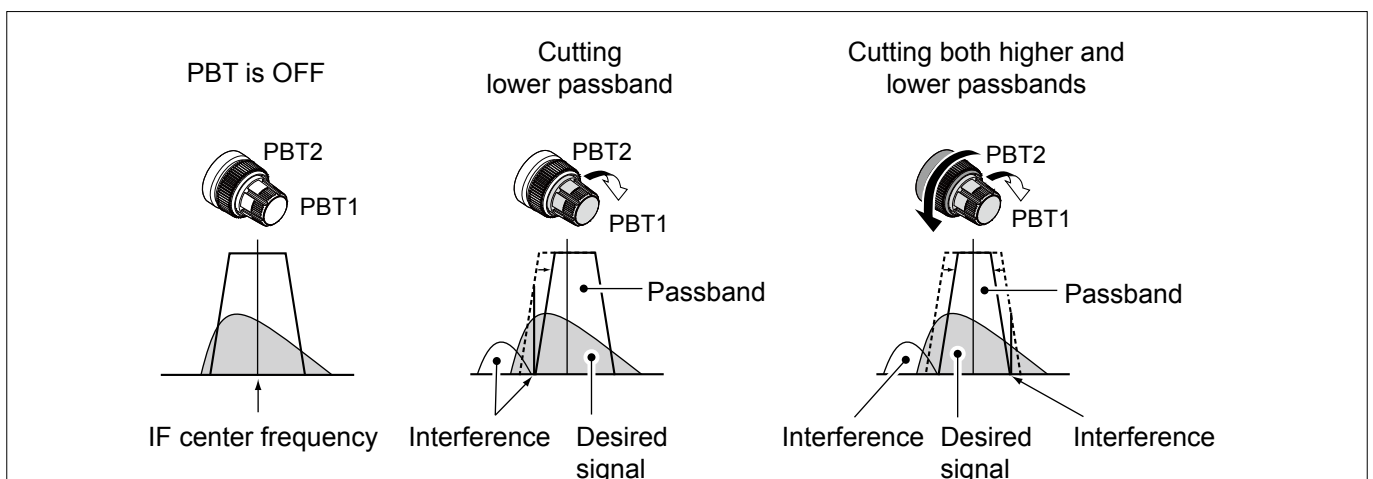 PBT is OFF
Cutting
lower passband
Cutting both higher and
lower passbands
PBT2
PBT1
PBT2
PBT1
PBT2
PBT1
Passband
Passband
IF center frequency
Interference
Desired
signal
Interference
Desired
signal
Interference